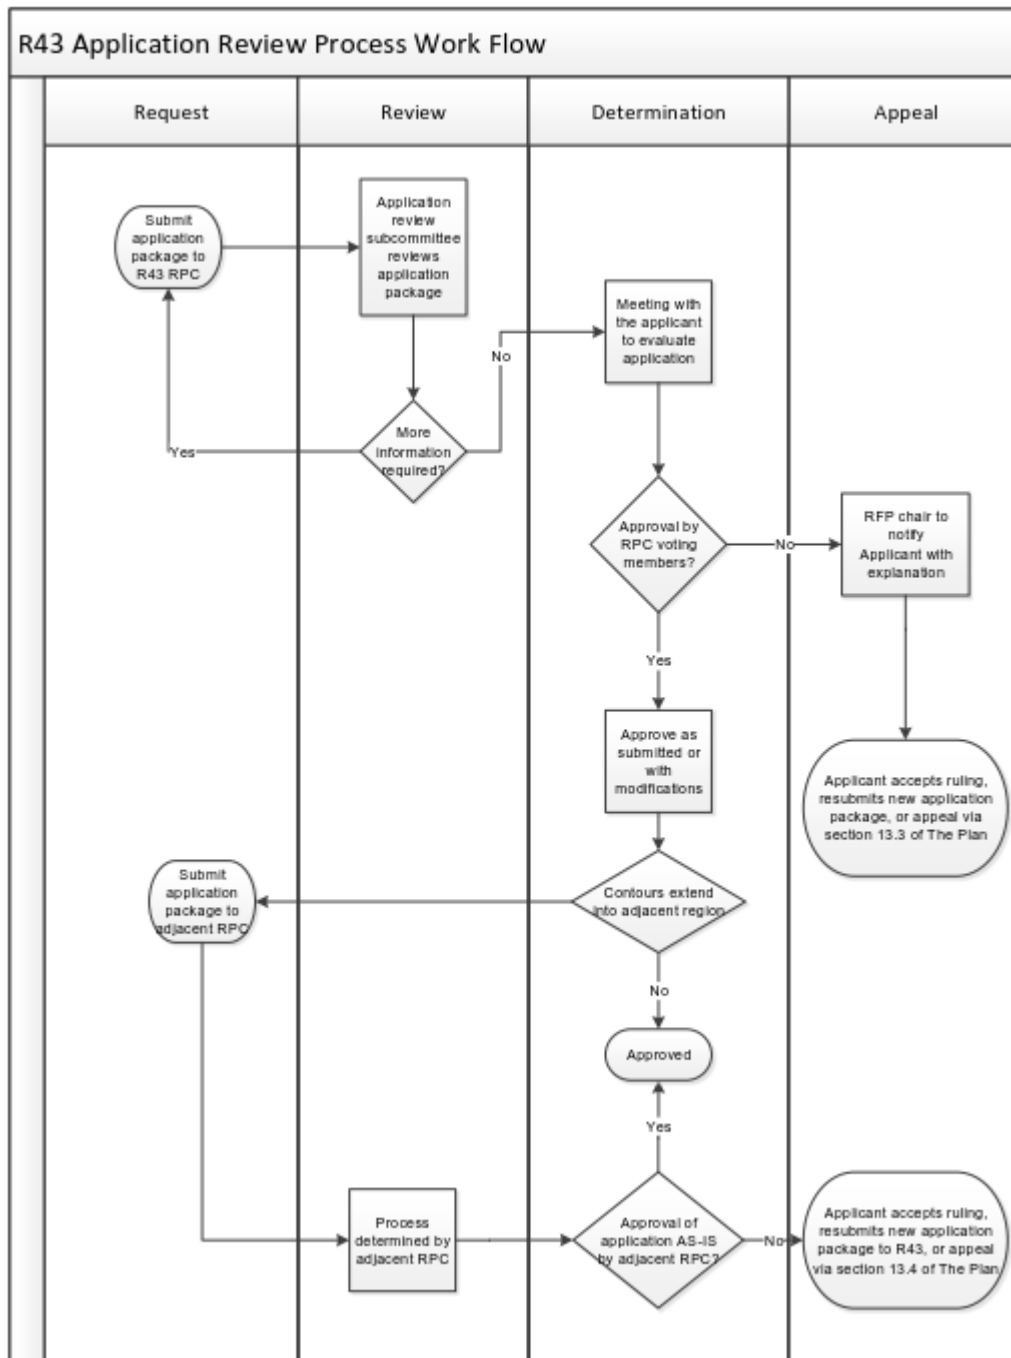 R43 Application Review Process Work Flow
Request
Review
Determination
Appeal
Submit
application
package to
R43 RPC
Application
review
subcommittee
reviews
application
package
Meeting with
the applicant
to evaluate
application
No
More
information
required?
Yes
Approval by
RPC voting
members?
No
RFP chair to
notify
Applicant with
explanation
Yes
Approve as
submitted or
with
modifications
Applicant accepts ruling,
resubmits new application
package, or appeal via
section 13.3 of The Plan
Submit
application
package to
adjacent RPC
Contours extend
into adjacent region
No
Approved
Yes
Process
determined by
adjacent RPC
Approval of
application AS-IS
by adjacent RPC?
No
Applicant accepts ruling,
resubmits new application
package to R43, or appeal
via section 13.4 of The Plan